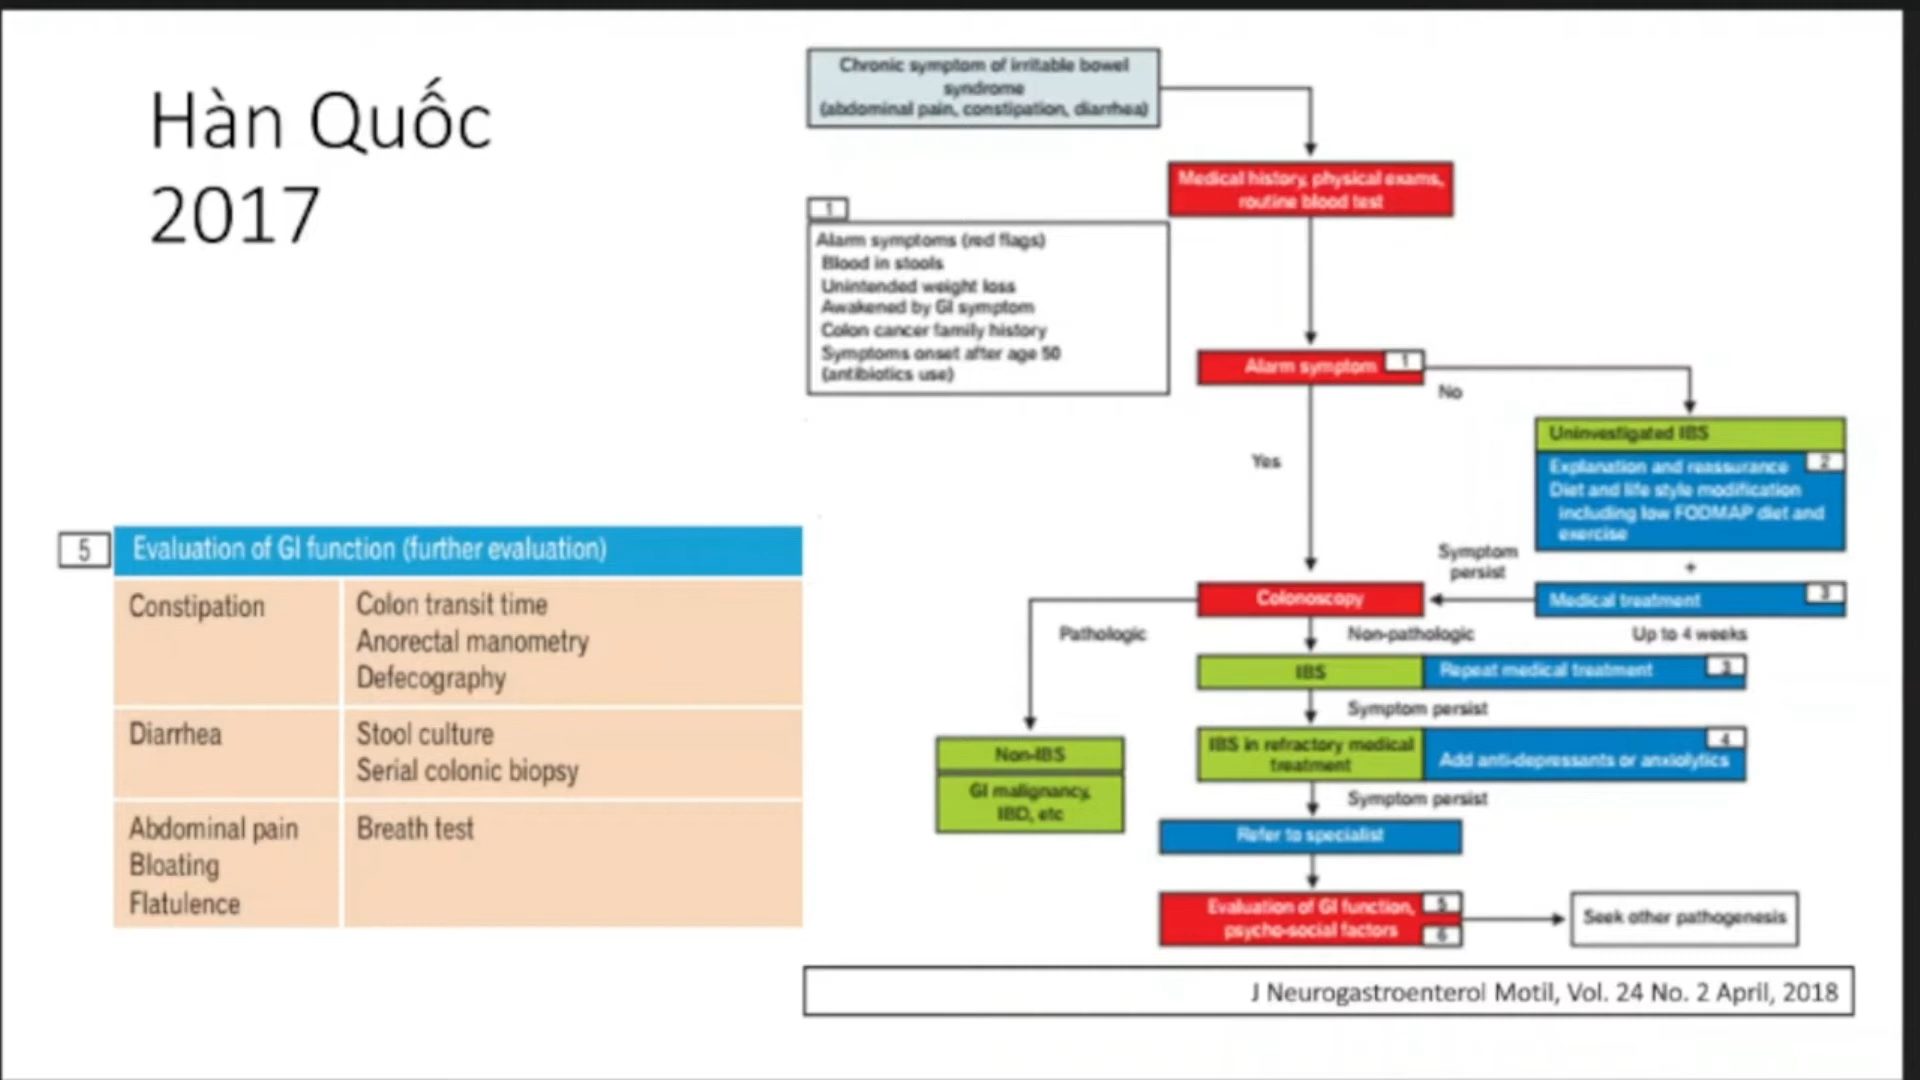 Hàn Quốc
2017
Chronic symptom of irritable bowel
syndrome
(abdominal pain, constipation, diarrhea)
Medical history, physical exams,
routine blood test
1
Alarm symptoms (red flags)
Blood in stools
Unintended weight loss
Awakened by GI symptom
Colon cancer family history
Symptoms onset after age 50
(antibiotics use)
Alarm symptom
1
No
Yes
Uninvestigated IBS
2
Explanation and reassurance
Diet and life style modification
including low FODMAP diet and
exercise
+
Medical treatment
3
Up to 4 weeks
Symptom
persist
Colonoscopy
Pathologic
Non-pathologic
IBS
Repeat medical treatment
3
Symptom persist
Non-IBS
GI malignancy,
IBD, etc
IBS in refractory medical
treatment
4
Add anti-depressants or anxiolytics
Symptom persist
Refer to specialist
Evaluation of GI function,
psycho-social factors
5
6
Seek other pathogenesis
5
Evaluation of GI function (further evaluation)
Constipation
Colon transit time
Anorectal manometry
Defecography
Diarrhea
Stool culture
Serial colonic biopsy
Abdominal pain
Bloating
Flatulence
Breath test
J Neurogastroenterol Motil, Vol. 24 No. 2 April, 2018